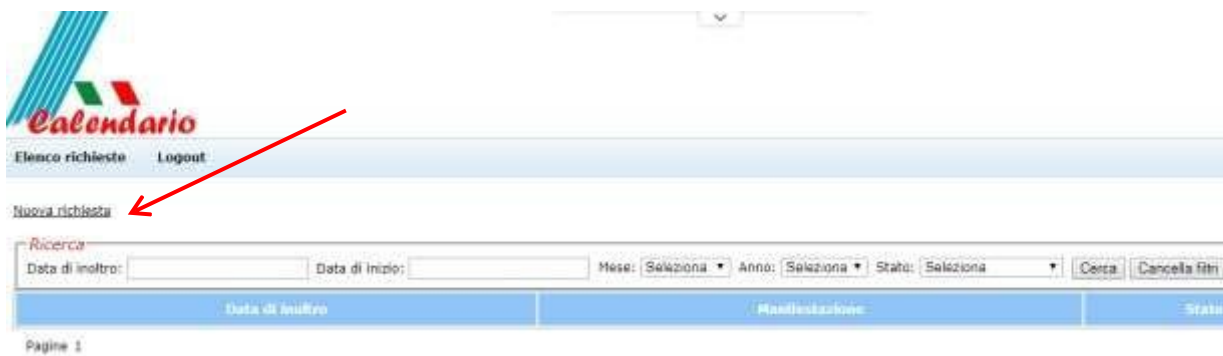 Calendario
Elenco richieste Logout
Nuova richiesta
Ricerca
Data di inoltro: Data di inizio: Mese: Seleziona Anno: Seleziona Stato: Seleziona Cerca Cancella filtri
Data di inoltro Manifestazione Stato
Pagine 1